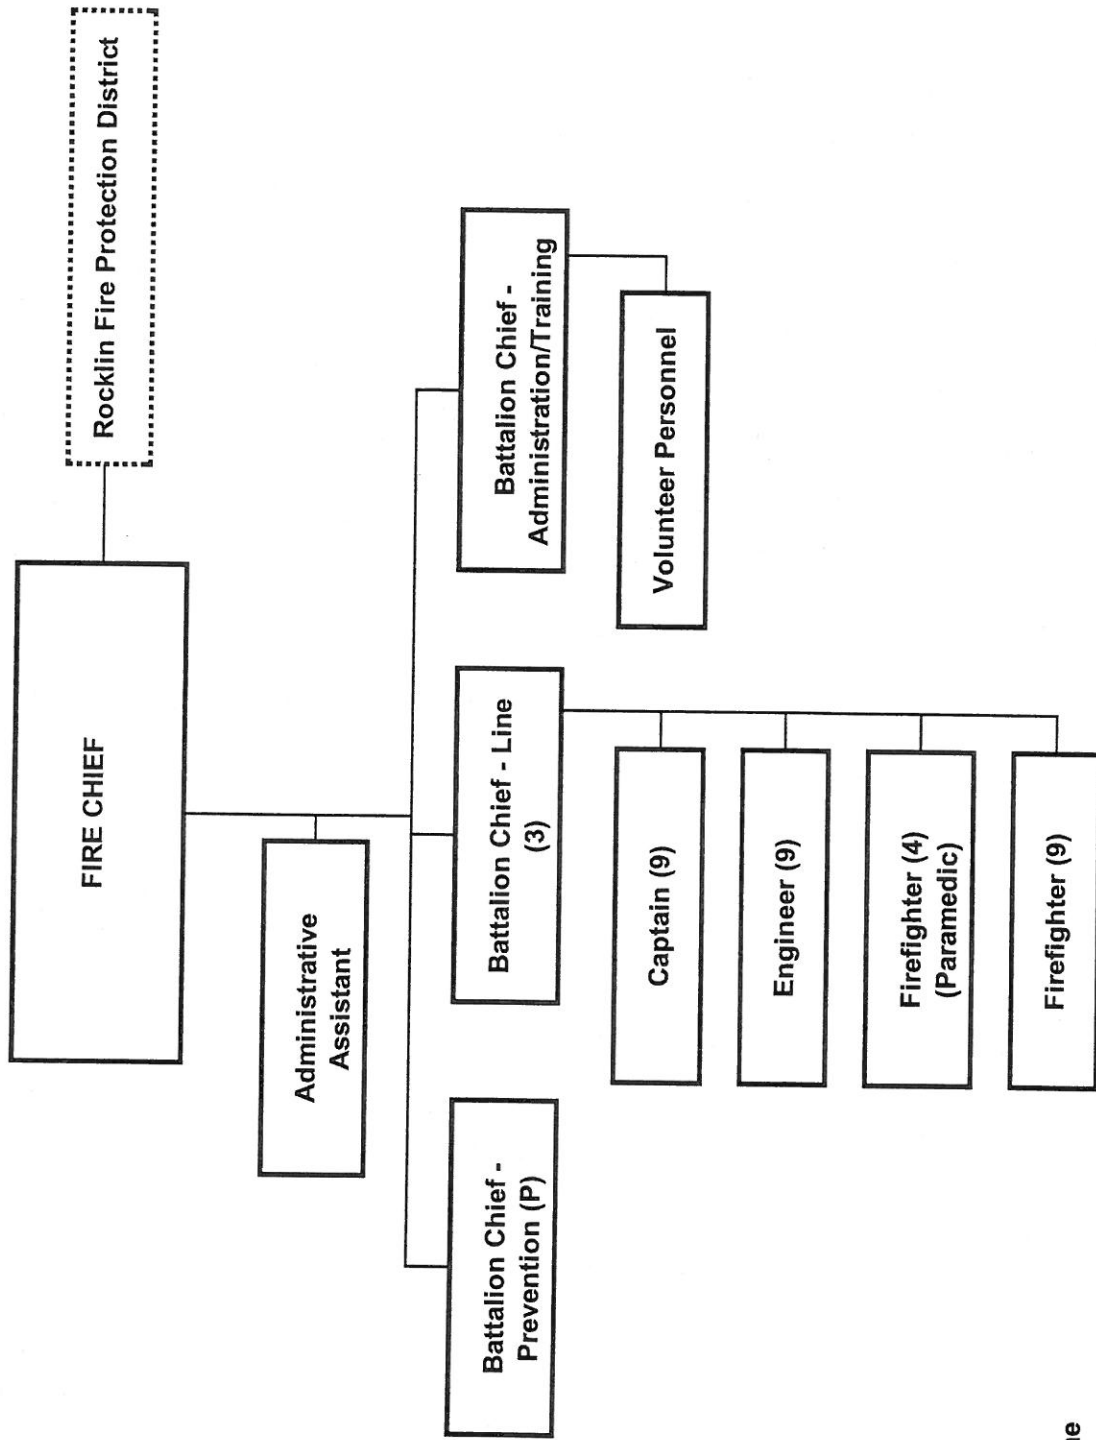 Rocklin Fire Protection District
FIRE CHIEF
Administrative
Assistant
Battalion Chief -
Prevention (P)
Battalion Chief - Line
(3)
Battalion Chief -
Administration/Training
Captain (9)
Engineer (9)
Firefighter (4)
(Paramedic)
Firefighter (9)
Volunteer Personnel